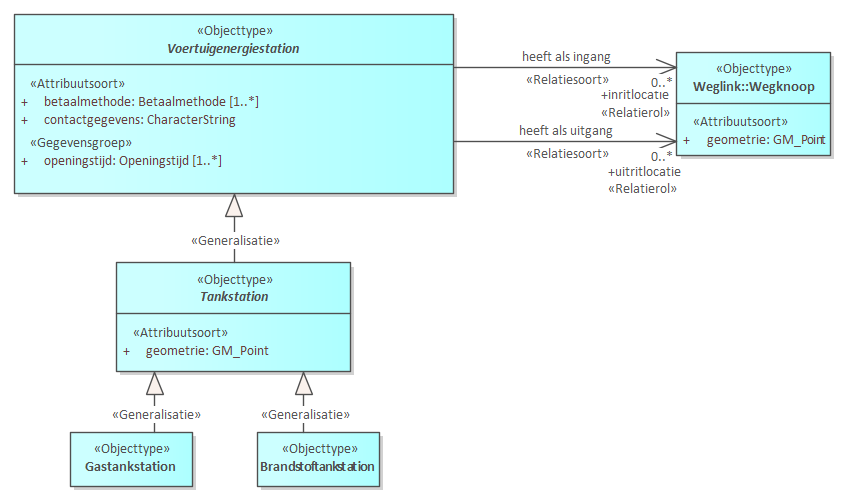 «Objecttype»
Voertuigenergiestation
«Attribuutsoort»
+ betaalmethode: Betaalmethode [1..*]
+ contactgegevens: CharacterString
«Gegevensgroep»
+ openingstijd: Openingstijd [1..*]
heeft als ingang
«Relatiesoort»
0..*
+inritlocatie
«Relatierol»
heeft als uitgang
«Relatiesoort»
0..*
+uitritlocatie
«Relatierol»
«Objecttype»
Weglink::Wegknoop
«Attribuutsoort»
+ geometrie: GM_Point
«Generalisatie»
«Objecttype»
Tankstation
«Attribuutsoort»
+ geometrie: GM_Point
«Generalisatie»
«Generalisatie»
«Objecttype»
Gastankstation
«Objecttype»
Brandstoftankstation